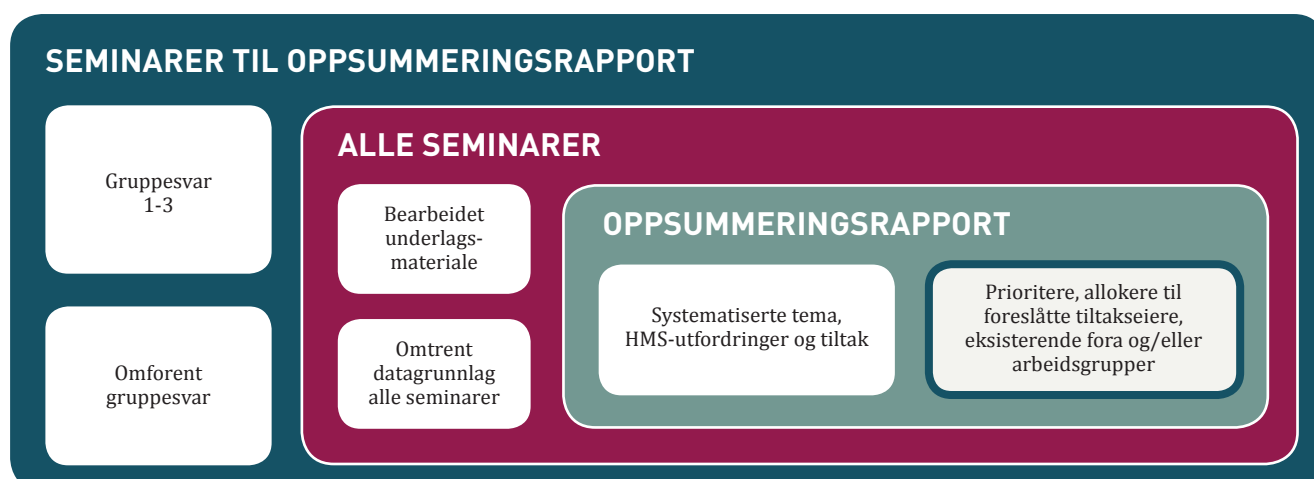 SEMINARER TIL OPPSUMMERINGSRAPPORT
Gruppesvar
1-3
Omforent
gruppesvar
ALLE SEMINARER
Bearbeidet
underlags-
materiale
Omtrent
datagrunnlag
alle seminarer
OPPSUMMERINGSRAPPORT
Systematiserte tema,
HMS-utfordringer og tiltak
Prioritere, allokere til
foreslåtte tiltakseiere,
eksisterende fora og/eller
arbeidsgrupper